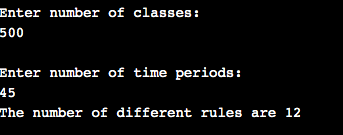 Enter number of classes:
500
Enter number of time periods:
45
The number of different rules are 12